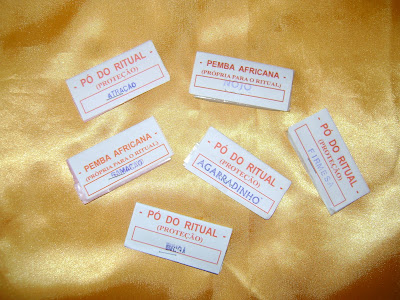 PÓ DO RITUAL
(PROTEÇÃO)
ATRAÇÃO
PEMBA AFRICANA
(PRÓPRIA PARA O RITUAL)
NOJO
PEMBA AFRICANA
(PRÓPRIA PARA O RITUAL)
PÓ DO RITUAL
(PROTEÇÃO)
AGARRADINHO
PÓ DO RITUAL
(PROTEÇÃO)
PÓ DO RITUAL
(PROTEÇÃO)